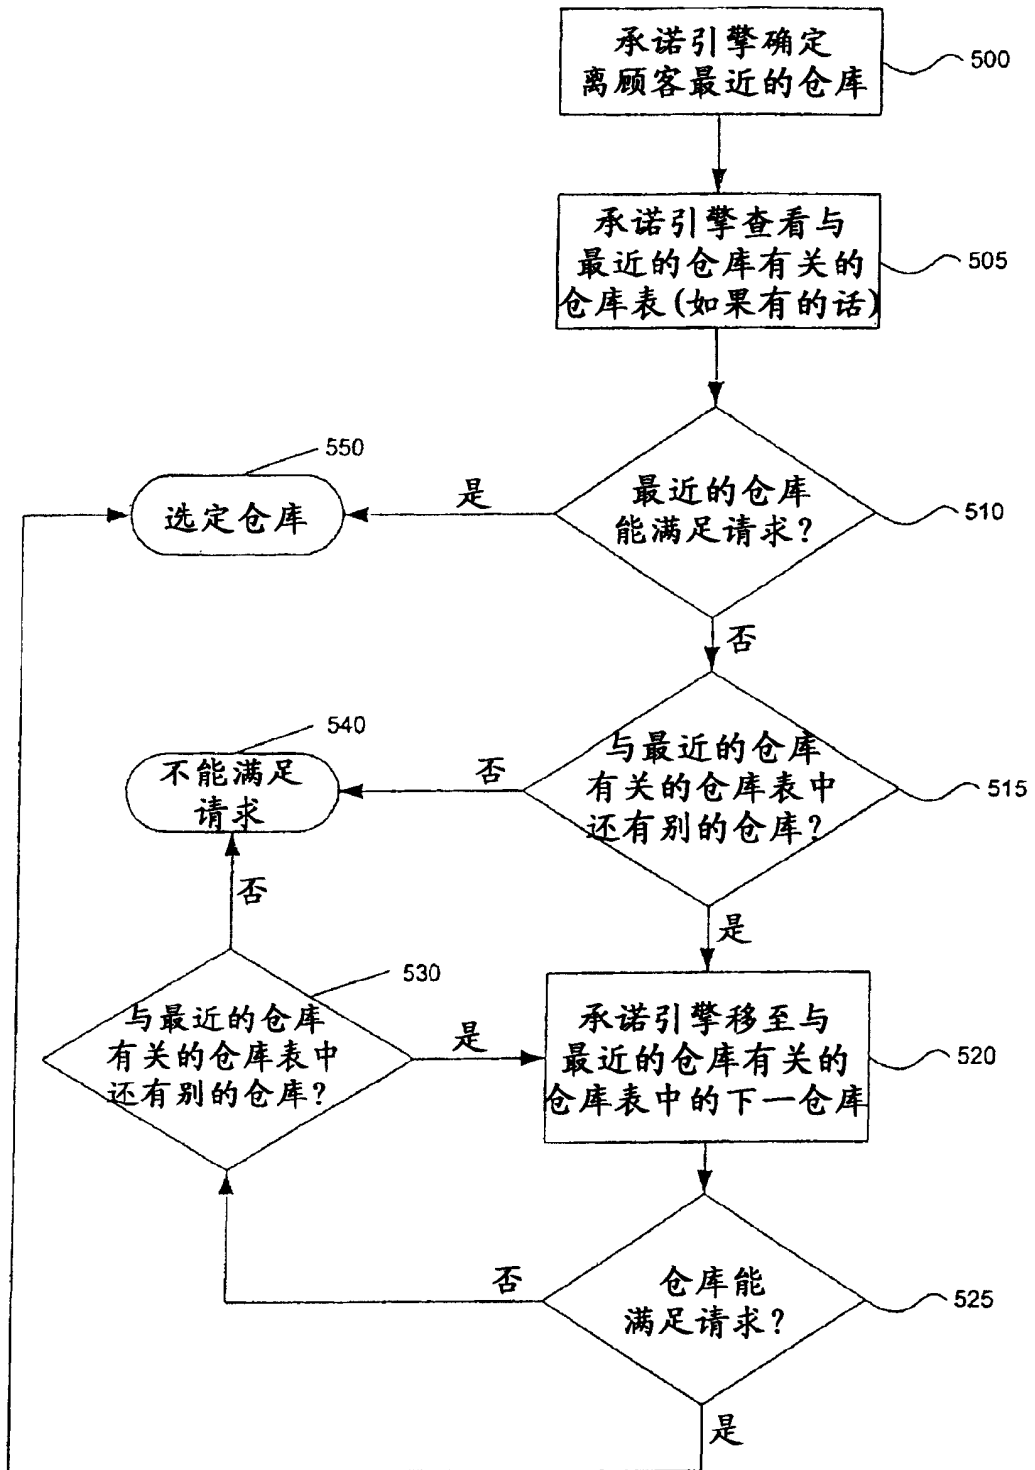 承诺引擎确定
离顾客最近的仓库
500
承诺引擎查看与
最近的仓库有关的
仓库表(如果有的话)
505
550
选定仓库
是
最近的仓库
能满足请求?
510
否
540
不能满足
请求
否
与最近的仓库
有关的仓库表中
还有别的仓库?
515
否
是
530
与最近的仓库
有关的仓库表中
还有别的仓库?
是
承诺引擎移至与
最近的仓库有关的
仓库表中的下一仓库
520
否
仓库能
满足请求?
525
是